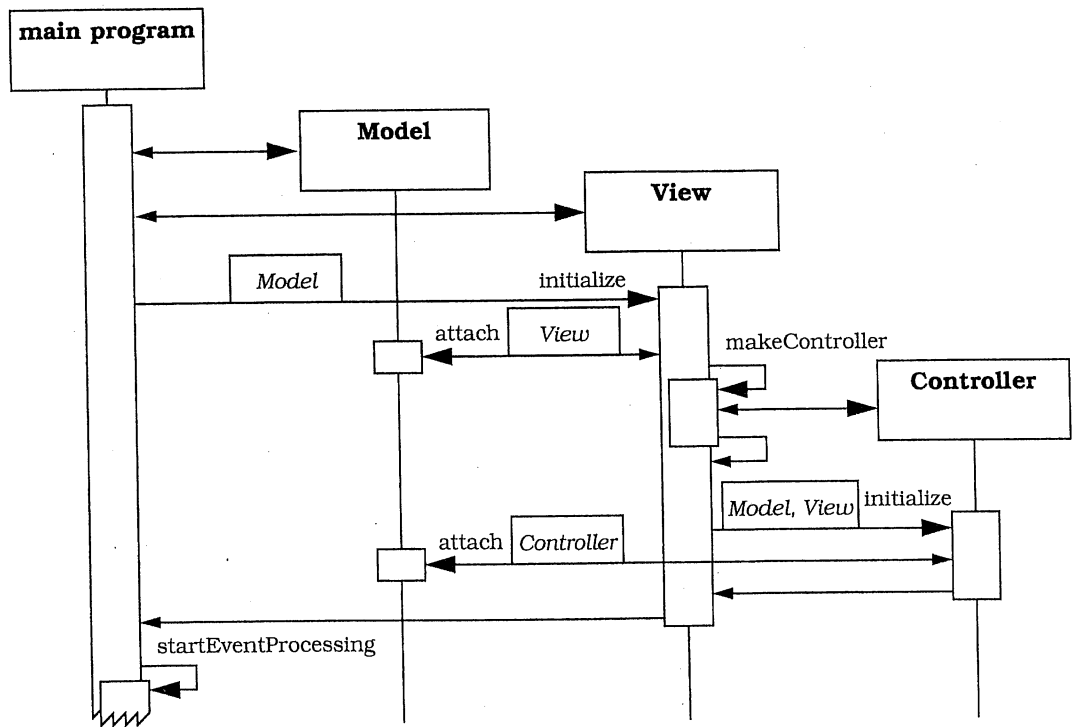 main program
Model
View
Model
initialize
attach
View
makeController
Controller
Model, View
initialize
attach
Controller
startEventProcessing